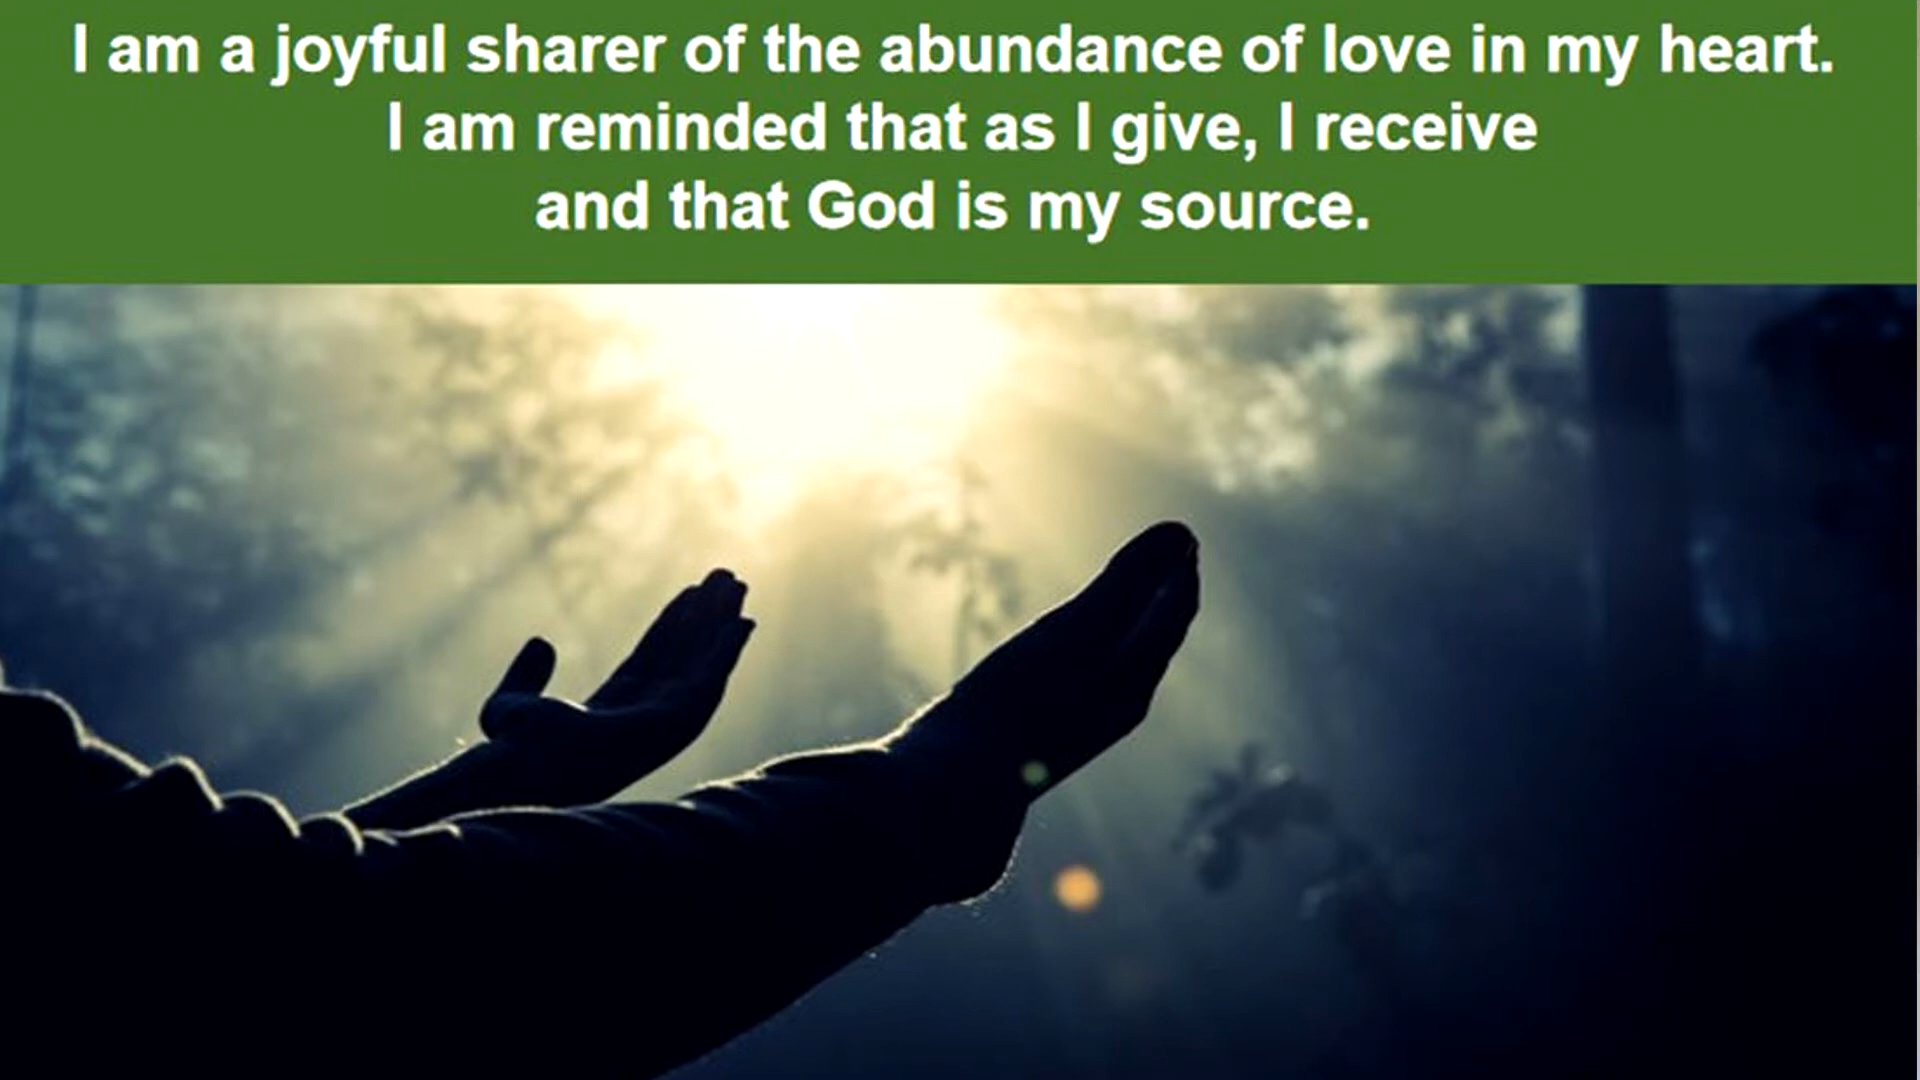 I am a joyful sharer of the abundance of love in my heart.
I am reminded that as I give, I receive
and that God is my source.